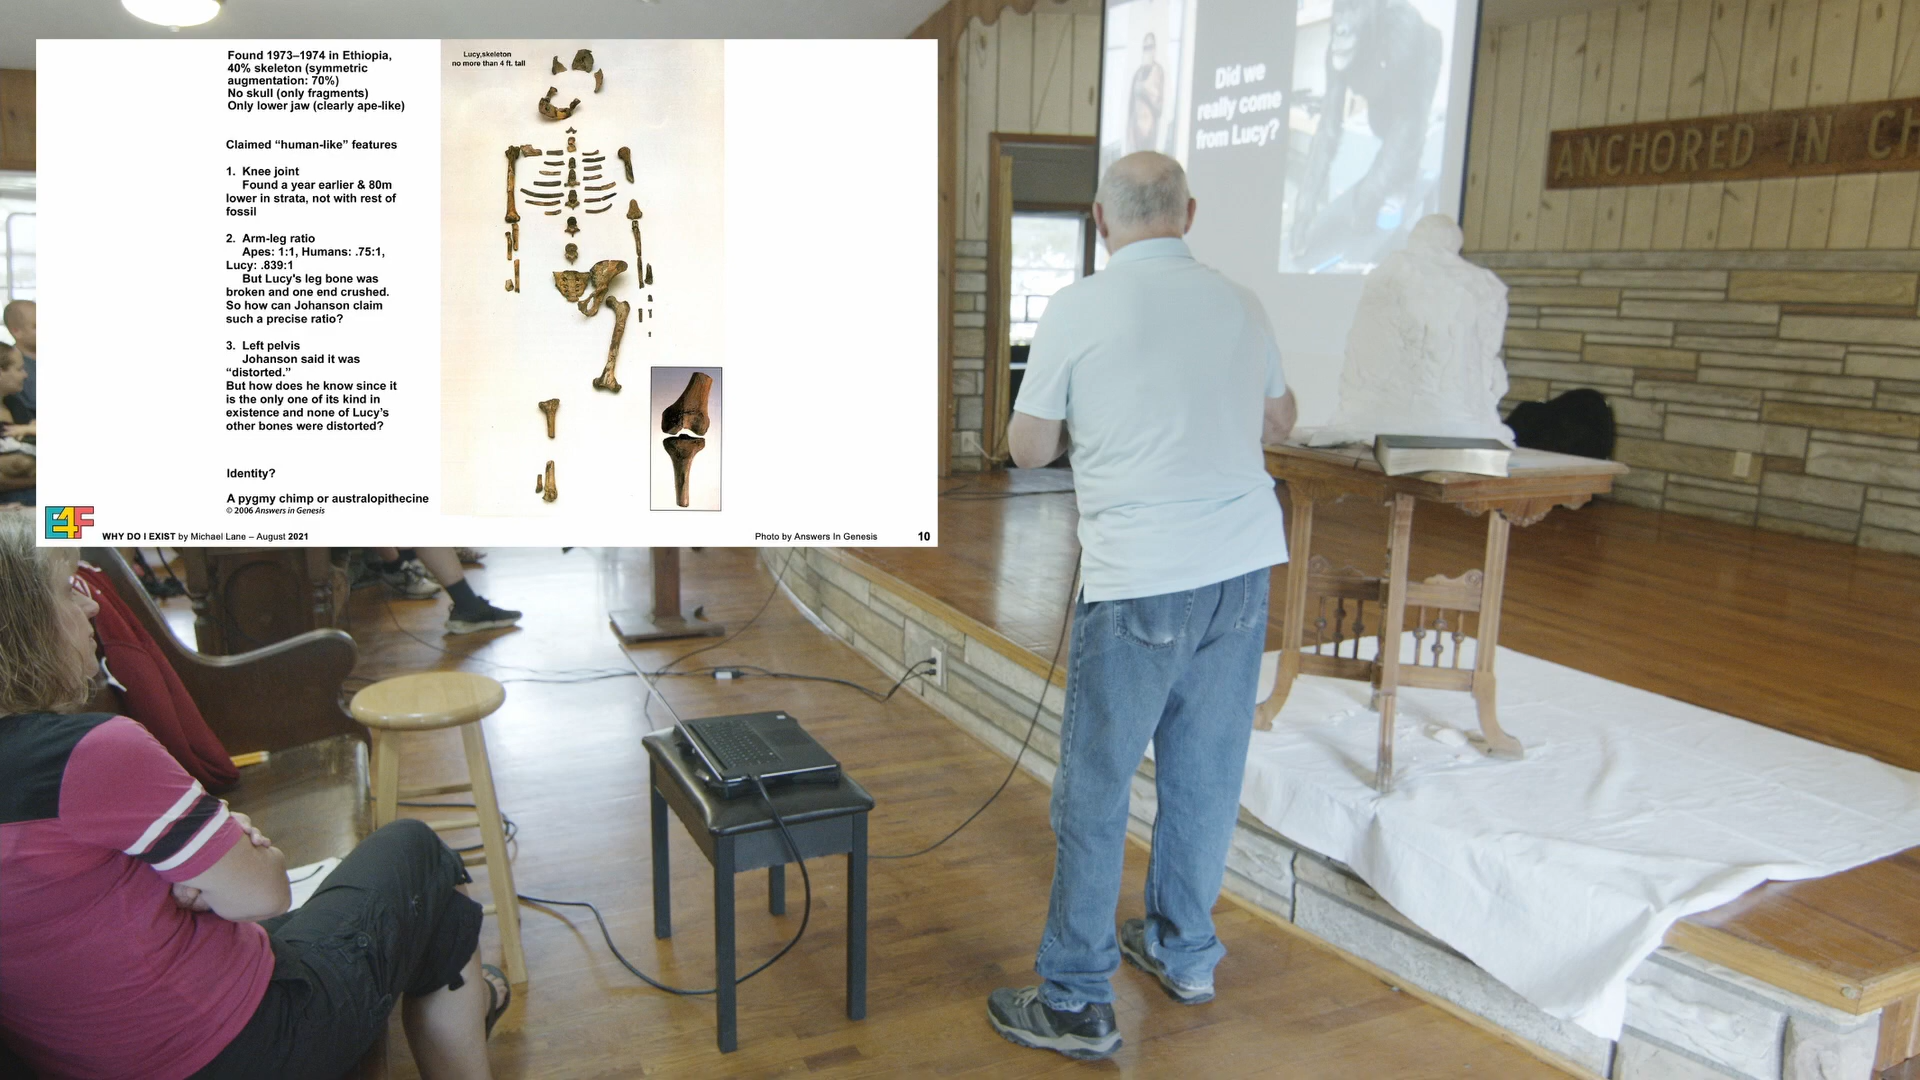 Found 1973–1974 in Ethiopia,
40% skeleton (symmetric
augmentation: 70%)
No skull (only fragments)
Only lower jaw (clearly ape-like)
Claimed “human-like” features
1. Knee joint
Found a year earlier & 80m
lower in strata, not with rest of
fossil
2. Arm-leg ratio
Apes: 1:1, Humans: .75:1,
Lucy: .839:1
But Lucy's leg bone was
broken and one end crushed.
So how can Johanson claim
such a precise ratio?
3. Left pelvis
Johanson said it was
“distorted.”
But how does he know since it
is the only one of its kind in
existence and none of Lucy’s
other bones were distorted?
Identity?
A pygmy chimp or australopithecine
© 2006 Answers in Genesis
Lucy,skeleton
no more than 4 ft. tall
E4F
WHY DO I EXIST by Michael Lane – August 2021
Photo by Answers In Genesis
10
Did we
really come
from Lucy?
ANCHORED IN CH